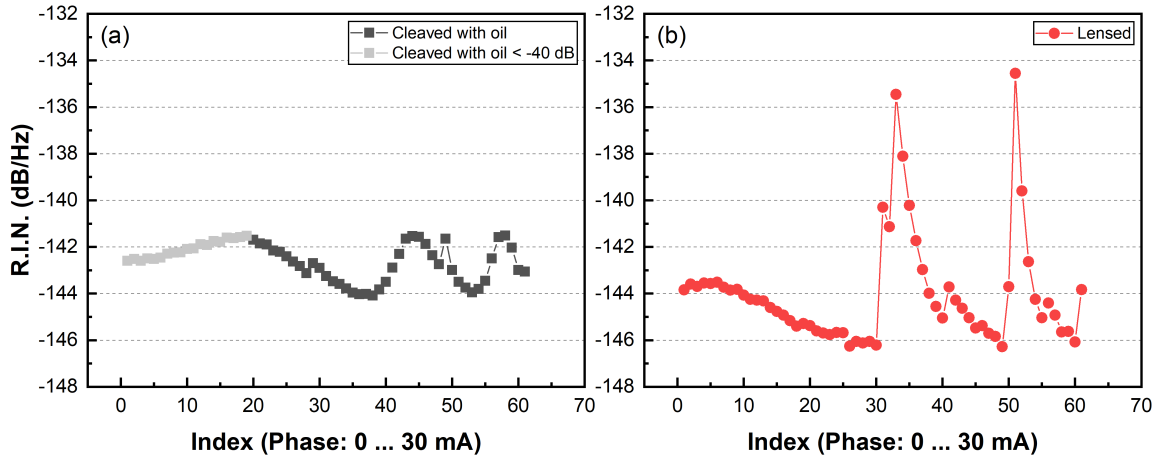 (a)
Cleaved with oil
Cleaved with oil < -40 dB
R.I.N. (dB/Hz)
-132
-134
-136
-138
-140
-142
-144
-146
-148
0 10 20 30 40 50 60 70
Index (Phase: 0 ... 30 mA)
(b)
Lensed
-132
-134
-136
-138
-140
-142
-144
-146
-148
0 10 20 30 40 50 60 70
Index (Phase: 0 ... 30 mA)